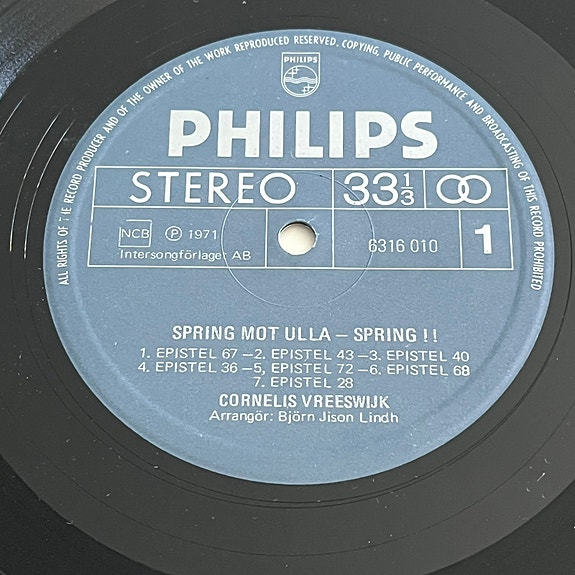 ALL RIGHTS OF THE RECORD PRODUCER AND OF THE OWNER OF THE WORK REPRODUCED RESERVED. COPYING, PUBLIC PERFORMANCE AND BROADCASTING OF THIS RECORD PROHIBITED
PHILIPS
PHILIPS
STEREO 33 1/3
NCB Ⓟ 1971 6316 010 1
Intersongförlager AB
SPRING MOT ULLA – SPRING !!
1. EPISTEL 67 –2. EPISTEL 43 –3. EPISTEL 40
4. EPISTEL 36 –5, EPISTEL 72 –6. EPISTEL 68
7. EPISTEL 28
CORNELIS VREESWIJK
Arrangör: Björn Jison Lindh